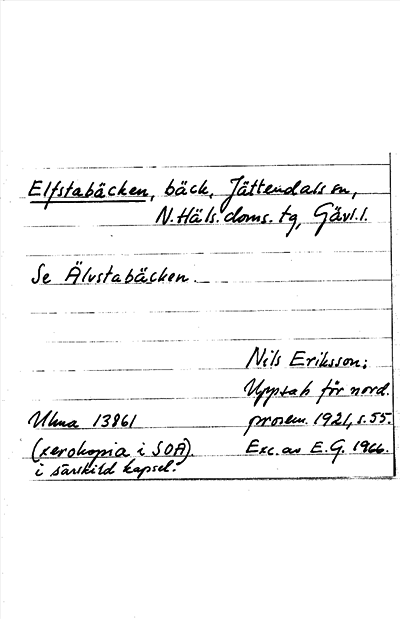 Elfstabäcken, bäck, Jättendals sn,
N.Häls. doms. tg, Gävl.l.
Se Älvstabäcken.
Nils Eriksson:
Uppsats för nord.
Ulma 13861 prosem. 1921, s.55.
(xerokopia i SOÄ) Exc. av E.G. 1966.
i särskild kapsel.